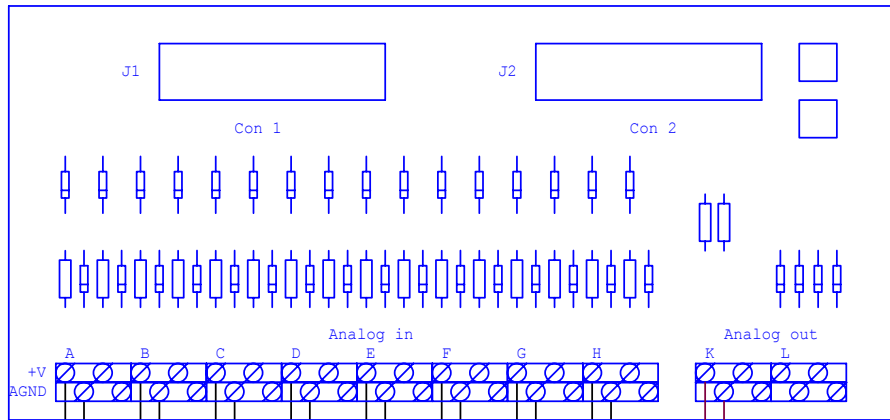 J1 J2
Con 1 Con 2
Analog in Analog out
A B C D E F G H K L
+V
AGND